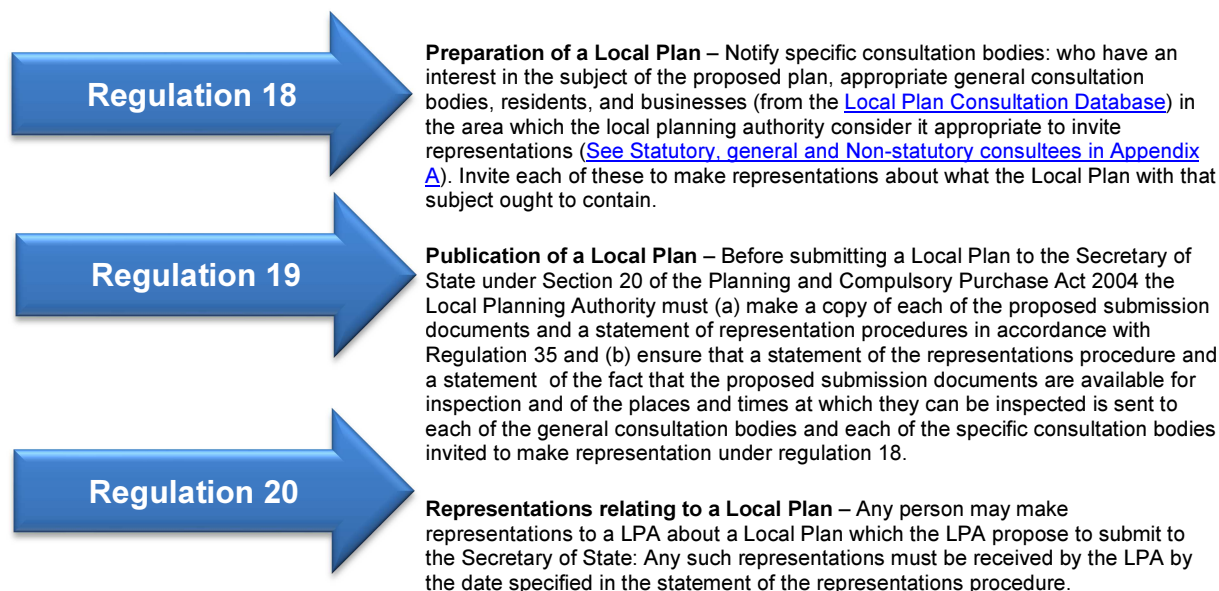 Regulation 18
Preparation of a Local Plan – Notify specific consultation bodies: who have an
interest in the subject of the proposed plan, appropriate general consultation
bodies, residents, and businesses (from the Local Plan Consultation Database) in
the area which the local planning authority consider it appropriate to invite
representations (See Statutory, general and Non-statutory consultees in Appendix
A). Invite each of these to make representations about what the Local Plan with that
subject ought to contain.
Regulation 19
Publication of a Local Plan – Before submitting a Local Plan to the Secretary of
State under Section 20 of the Planning and Compulsory Purchase Act 2004 the
Local Planning Authority must (a) make a copy of each of the proposed submission
documents and a statement of representation procedures in accordance with
Regulation 35 and (b) ensure that a statement of the representations procedure and
a statement of the fact that the proposed submission documents are available for
inspection and of the places and times at which they can be inspected is sent to
each of the general consultation bodies and each of the specific consultation bodies
invited to make representation under regulation 18.
Regulation 20
Representations relating to a Local Plan – Any person may make
representations to a LPA about a Local Plan which the LPA propose to submit to
the Secretary of State: Any such representations must be received by the LPA by
the date specified in the statement of the representations procedure.